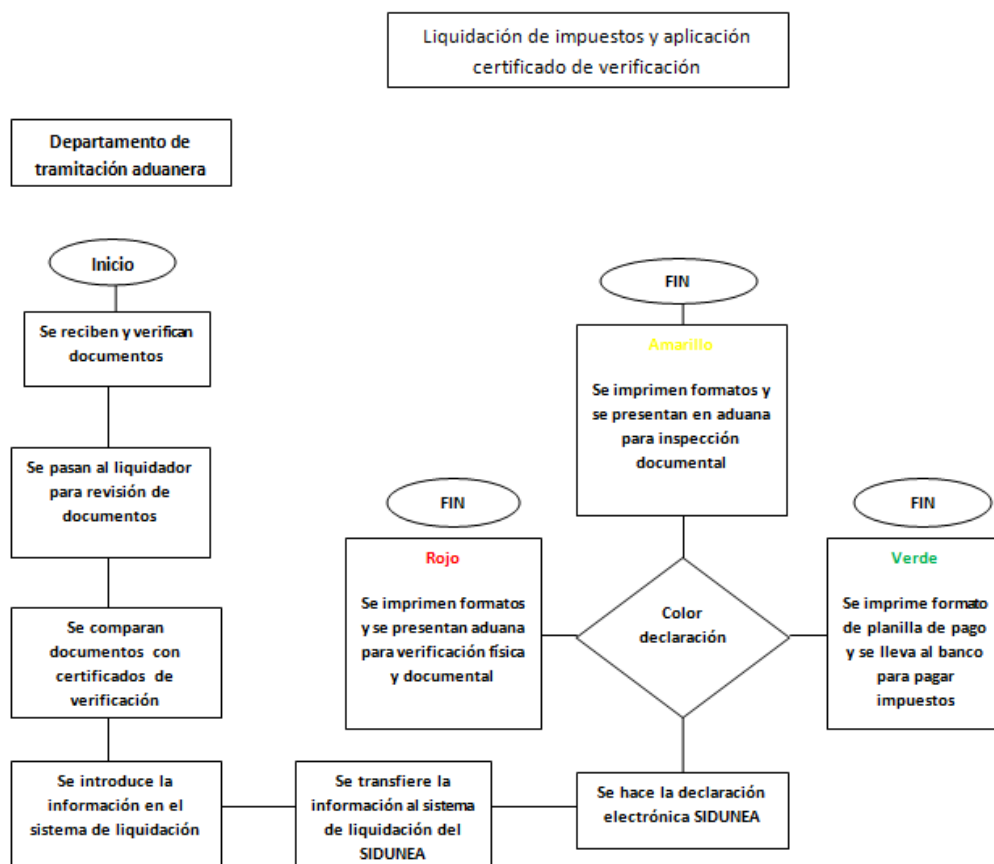 Liquidación de impuestos y aplicación
certificado de verificación
Departamento de
tramitación aduanera
Inicio
Se reciben y verifican
documentos
Se pasan al liquidador
para revisión de
documentos
Se comparan
documentos con
certificados de
verificación
Se introduce la
información en el
sistema de liquidación
Se transfiere la
información al sistema
de liquidación del
SIDUNEA
Se hace la declaración
electrónica SIDUNEA
Color
declaración
FIN
Rojo
Se imprimen formatos
y se presentan aduana
para verificación física
y documental
FIN
Amarillo
Se imprimen formatos y
se presentan en aduana
para inspección
documental
FIN
Verde
Se imprime formato
de planilla de pago
y se lleva al banco
para pagar
impuestos